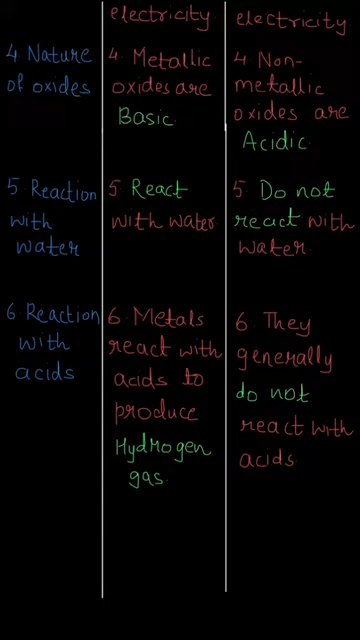 electricity
electricity
4 Nature
of oxides
4. Metallic
oxides are
Basic
4 Non-
metallic
oxides are
Acidic
5 Reaction
with
water
5 React
with water
5. Do not
react with
water.
6 Reaction
with
acids
6. Metals
react with
acids to
produce
Hydrogen
gas.
6. They
generally
do not
react with
acids.